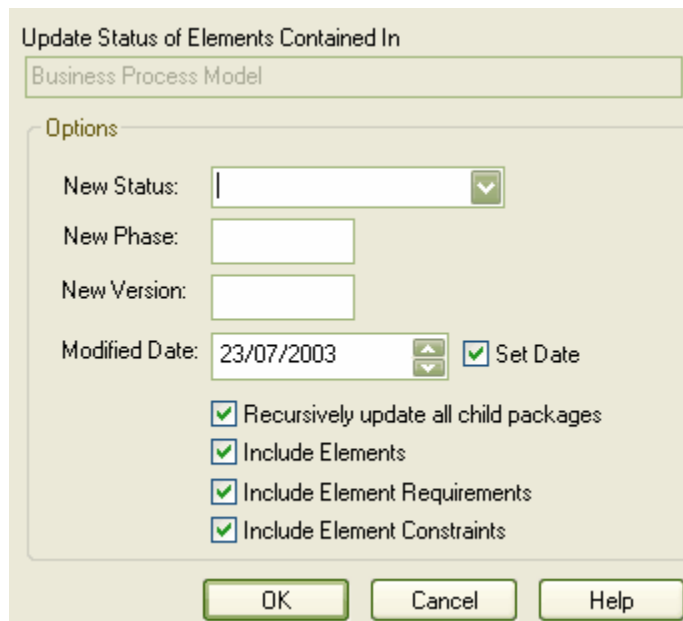 Update Status of Elements Contained In
Business Process Model
Options
New Status:
New Phase:
New Version:
Modified Date: 23/07/2003 Set Date
Recursively update all child packages
Include Elements
Include Element Requirements
Include Element Constraints
OK Cancel Help